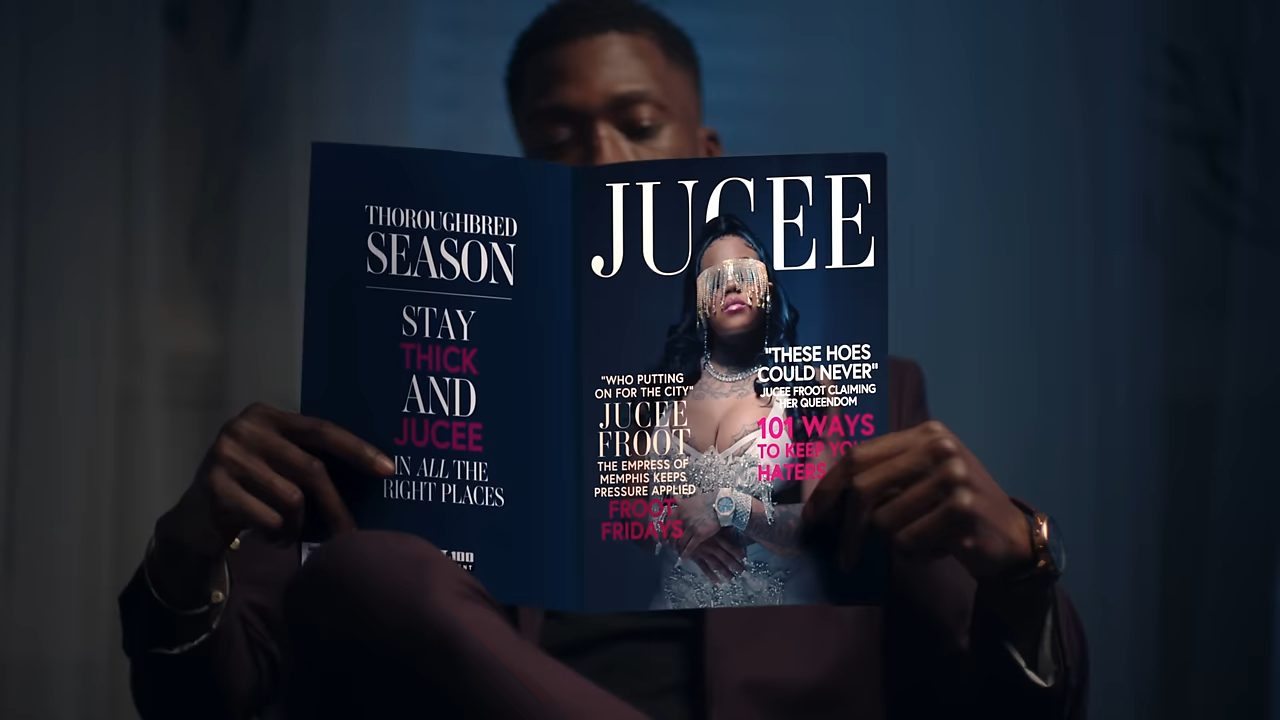 THOROUGHBRED
SEASON
STAY
THICK
AND
JUCEE
IN ALL THE
RIGHT PLACES
JUCEE
"WHO PUTTING
ON FOR THE CITY"
JUCEE
FROOT
THE EMPRESS OF
MEMPHIS KEEPS
PRESSURE APPLIED
FROOT
FRIDAYS
"THESE HOES
COULD NEVER"
JUCEE FROOT CLAIMING
HER QUEENDOM
101 WAYS
TO KEEP YOUR
HATERS